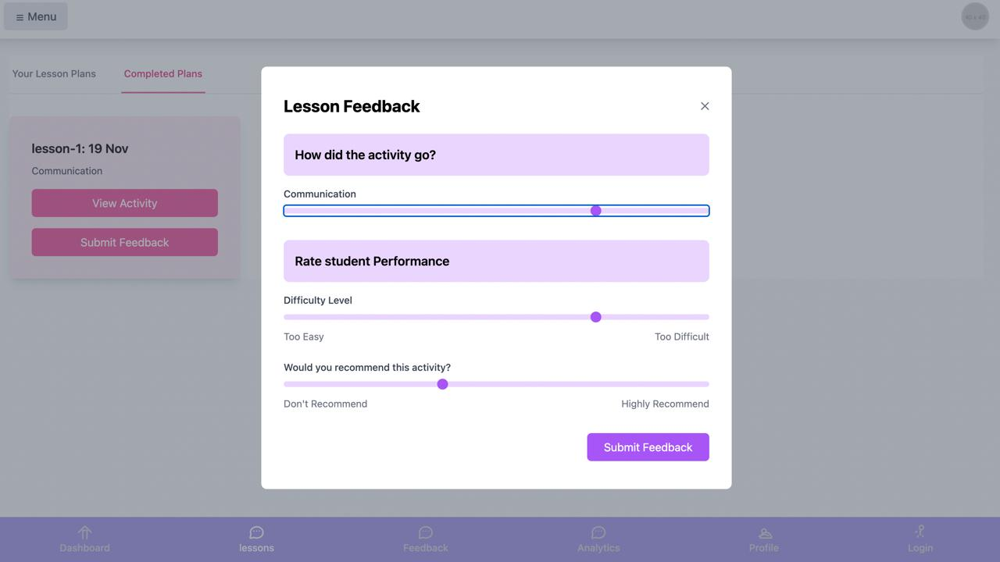 ≡ Menu
40 x 40
Your Lesson Plans
Completed Plans
lesson-1: 19 Nov
Communication
View Activity
Submit Feedback
Lesson Feedback
How did the activity go?
Communication
Rate student Performance
Difficulty Level
Too Easy
Too Difficult
Would you recommend this activity?
Don't Recommend
Highly Recommend
Submit Feedback
Dashboard
lessons
Feedback
Analytics
Profile
Login